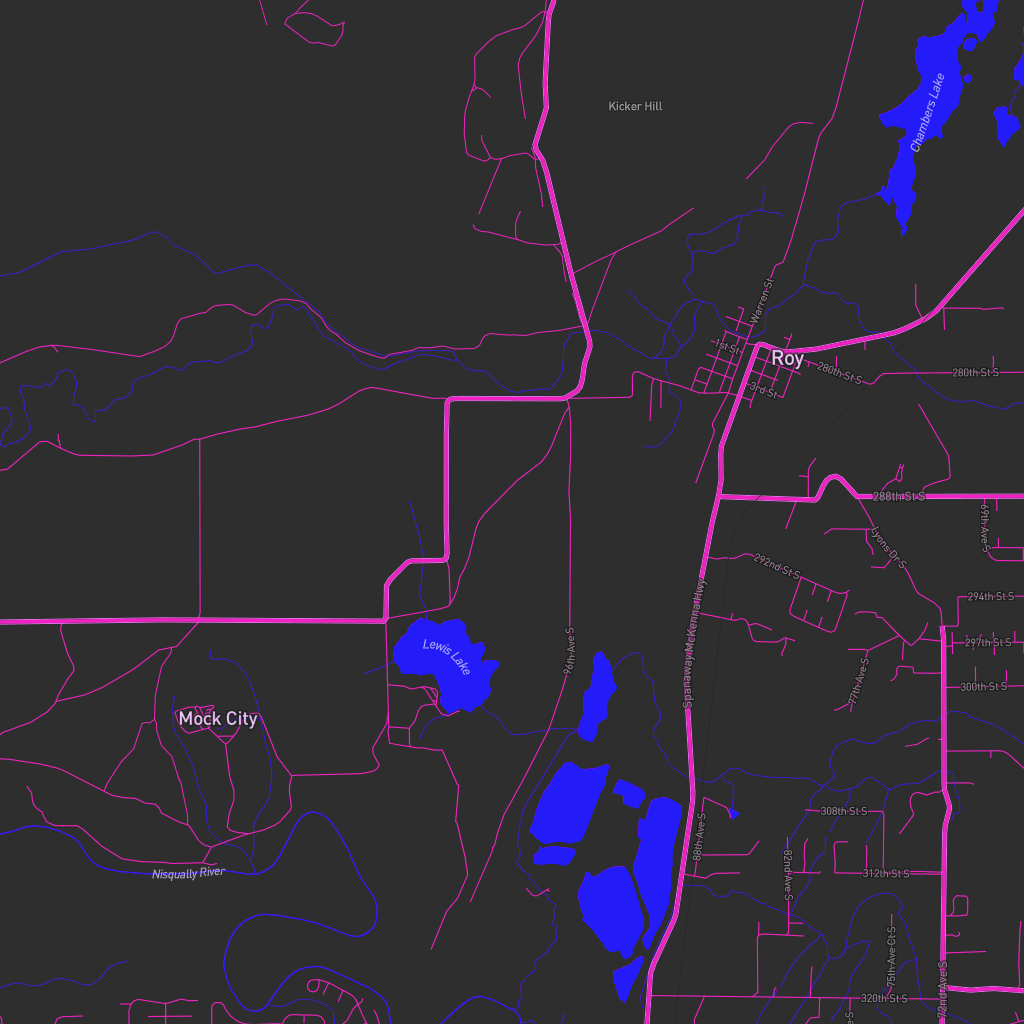 Kicker Hill
Chambers Lake
Warren St
1st St
Roy
280th St S
280th St S
3rd St
288th St S
69th Ave S
Lyons Dr S
292nd St S
294th St S
297th St S
96th Ave S
Lewis Lake
Spanaway McKenna Hwy
77th Ave S
300th St S
Mock City
308th St S
88th Ave S
82nd Ave S
312th St S
Nisqually River
75th Ave Ct S
72nd Ave S
320th St S
e S